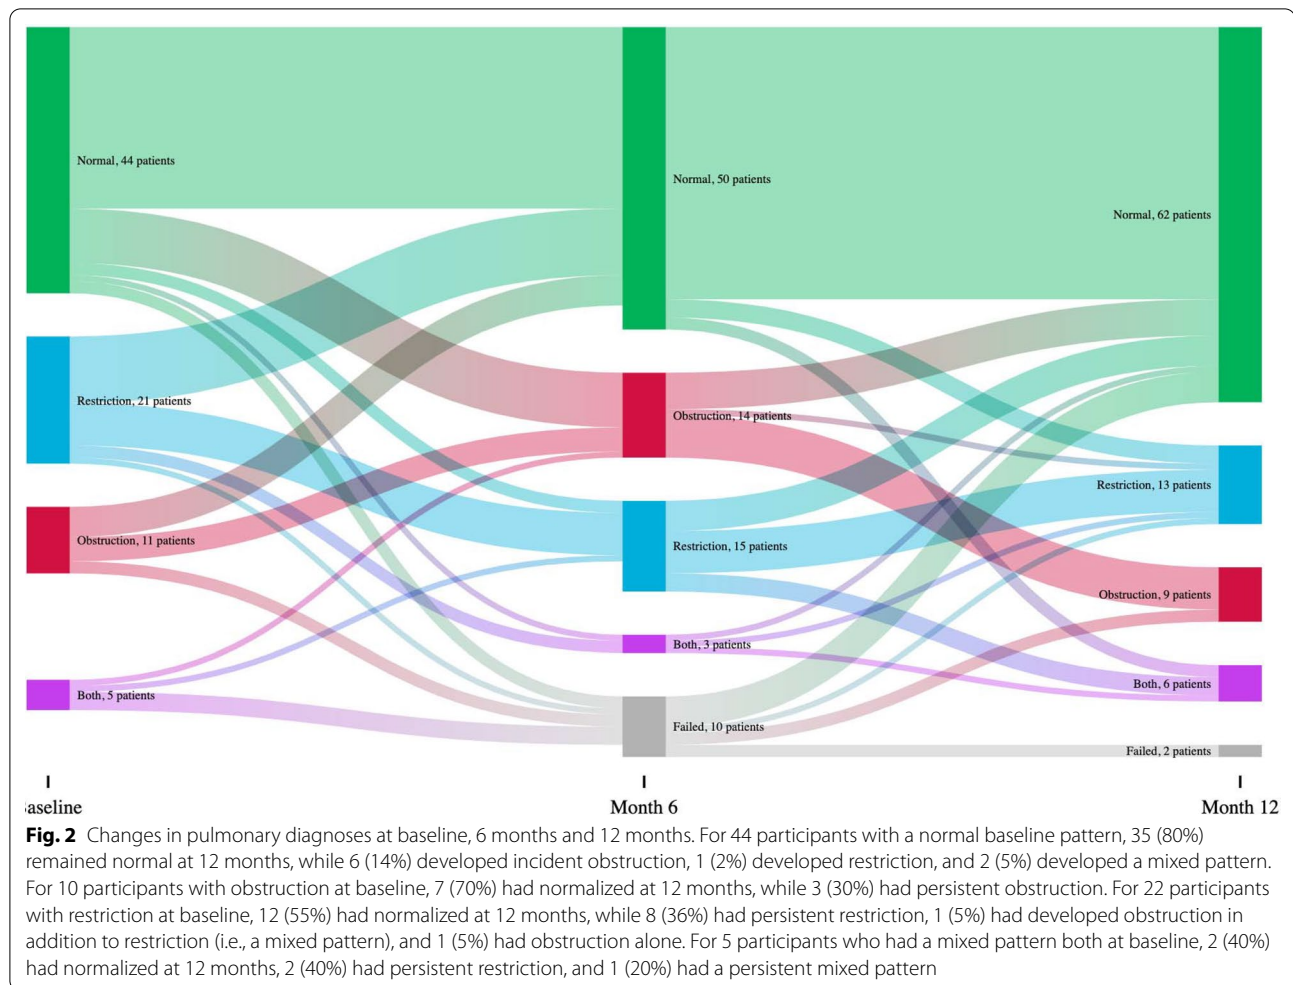 Normal, 44 patients
Restriction, 21 patients
Obstruction, 11 patients
Both, 5 patients
Normal, 50 patients
Obstruction, 14 patients
Restriction, 15 patients
Both, 3 patients
Failed, 10 patients
Normal, 62 patients
Restriction, 13 patients
Obstruction, 9 patients
Both, 6 patients
Failed, 2 patients
aseline
Month 6
Month 12
Fig. 2 Changes in pulmonary diagnoses at baseline, 6 months and 12 months. For 44 participants with a normal baseline pattern, 35 (80%)
remained normal at 12 months, while 6 (14%) developed incident obstruction, 1 (2%) developed restriction, and 2 (5%) developed a mixed pattern.
For 10 participants with obstruction at baseline, 7 (70%) had normalized at 12 months, while 3 (30%) had persistent obstruction. For 22 participants
with restriction at baseline, 12 (55%) had normalized at 12 months, while 8 (36%) had persistent restriction, 1 (5%) had developed obstruction in
addition to restriction (i.e., a mixed pattern), and 1 (5%) had obstruction alone. For 5 participants who had a mixed pattern both at baseline, 2 (40%)
had normalized at 12 months, 2 (40%) had persistent restriction, and 1 (20%) had a persistent mixed pattern